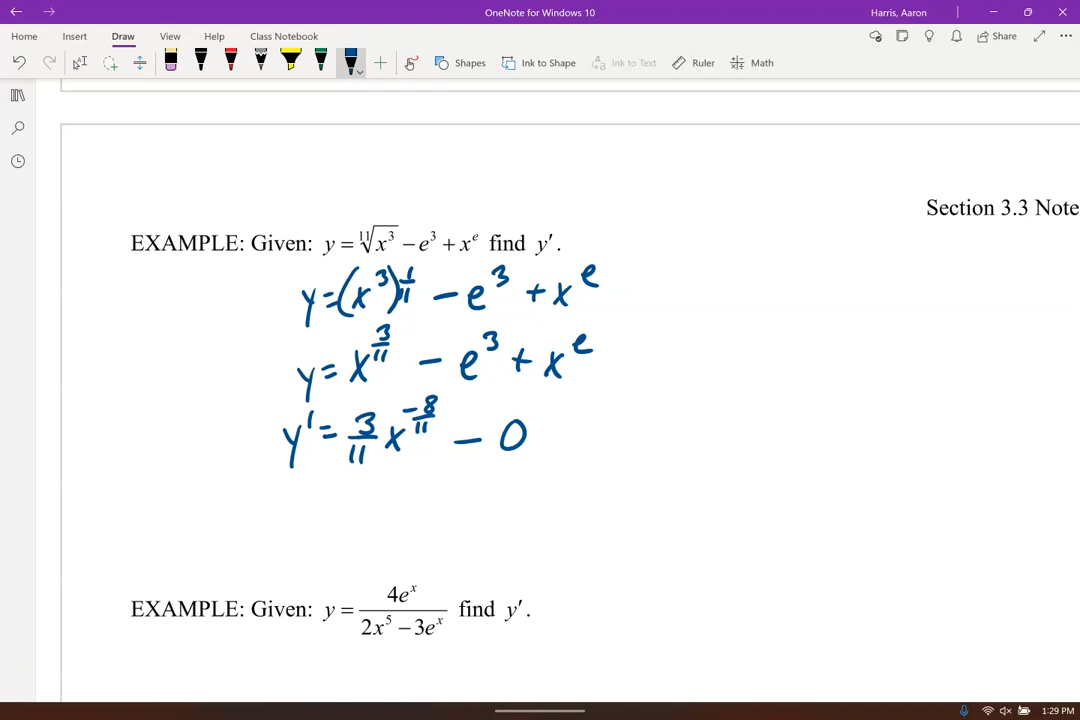 OneNote for Windows 10
Harris, Aaron
Home Insert Draw View Help Class Notebook Share
Shapes Ink to Shape Ink to Text Ruler Math
Section 3.3 Note
EXAMPLE: Given: y = ¹¹√x³ − e³ + xᵉ find y′.
y = (x³)^(1/11) − e³ + xᵉ
y = x^(3/11) − e³ + xᵉ
y′ = 3/11 x^(−8/11) − 0
EXAMPLE: Given: y = 4eˣ / (2x⁵ − 3eˣ) find y′.
1:29 PM